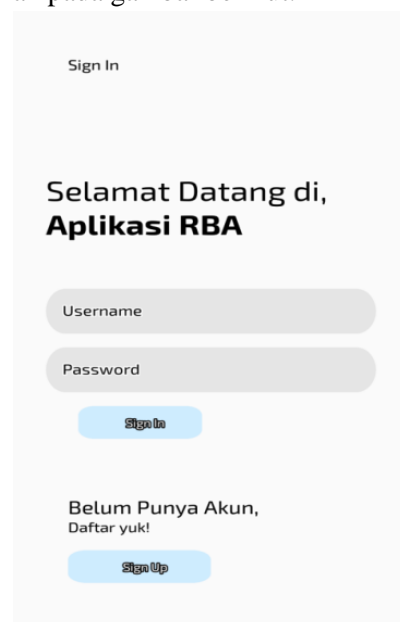 Sign In
Selamat Datang di,
Aplikasi RBA
Username
Password
Sign In
Belum Punya Akun,
Daftar yuk!
Sign Up